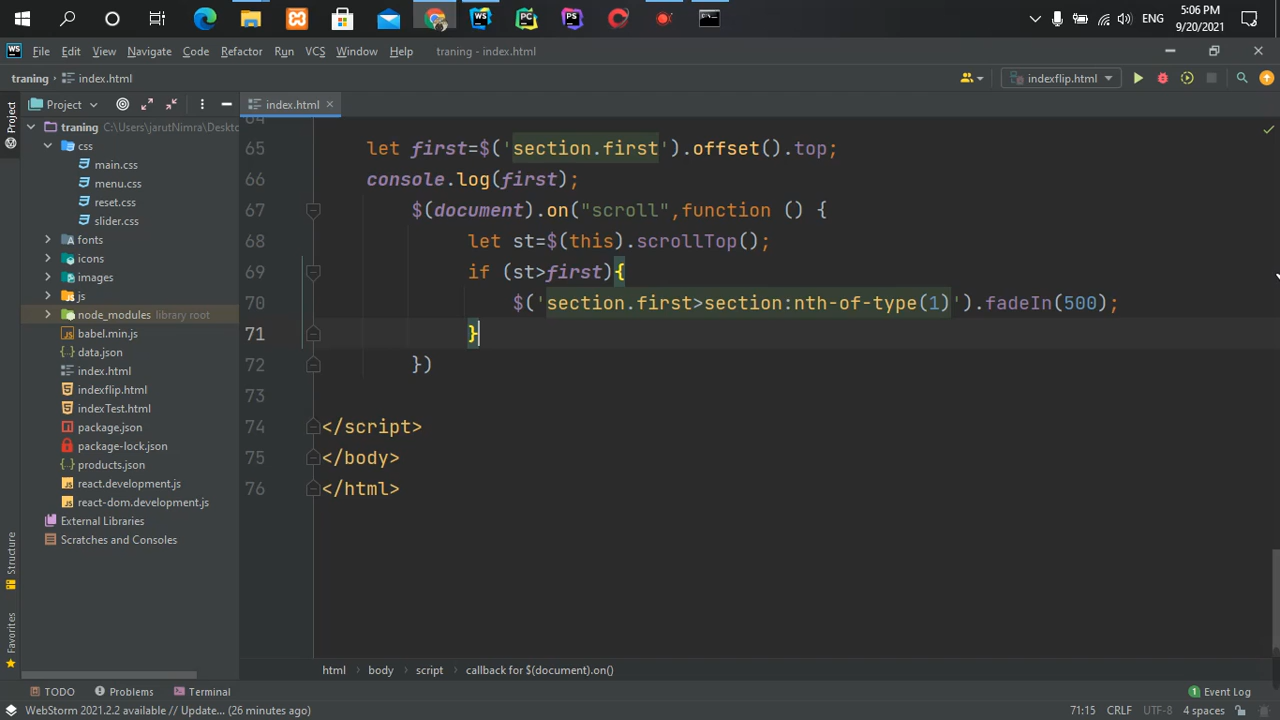 ENG
5:06 PM
9/20/2021
WS
File Edit View Navigate Code Refactor Run VCS Window Help traning - index.html
traning > index.html
indexflip.html
Project
Project
index.html
traning C:\Users\jarutNimra\Deskto
css
main.css
menu.css
reset.css
slider.css
fonts
icons
images
js
node_modules library root
babel.min.js
data.json
index.html
indexflip.html
indexTest.html
package.json
package-lock.json
products.json
react.development.js
react-dom.development.js
External Libraries
Scratches and Consoles
Structure
Favorites
64
65 let first=$('section.first').offset().top;
66 console.log(first);
67 $(document).on("scroll",function () {
68 let st=$(this).scrollTop();
69 if (st>first){
70 $('section.first>section:nth-of-type(1)').fadeIn(500);
71 }
72 })
73
74 </script>
75 </body>
76 </html>
html body script callback for $(document).on()
TODO Problems Terminal
1 Event Log
WebStorm 2021.2.2 available // Update... (26 minutes ago)
71:15 CRLF UTF-8 4 spaces